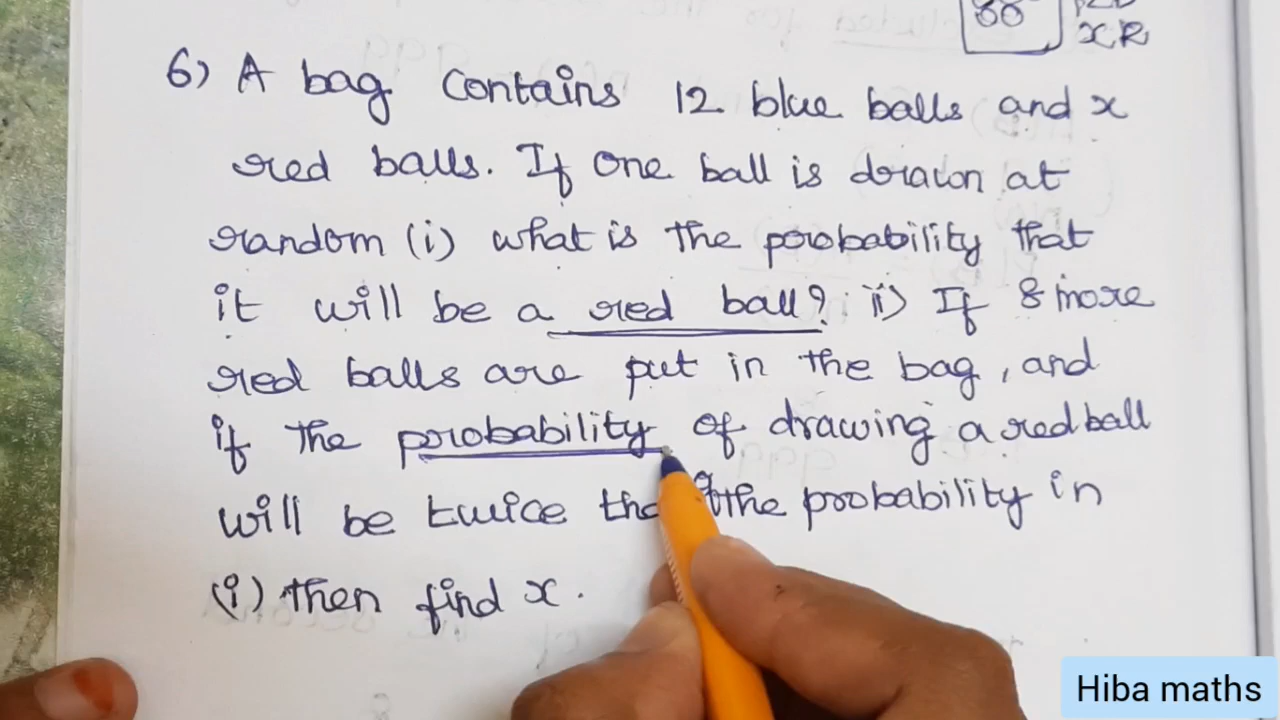 88
xR
6) A bag contains 12 blue balls and x
red balls. If one ball is drawn at
random (i) what is the probability that
it will be a red ball? ii) If 8 more
red balls are put in the bag, and
if the probability of drawing a red ball
will be twice of the probability in
(i) then find x.
Hiba maths